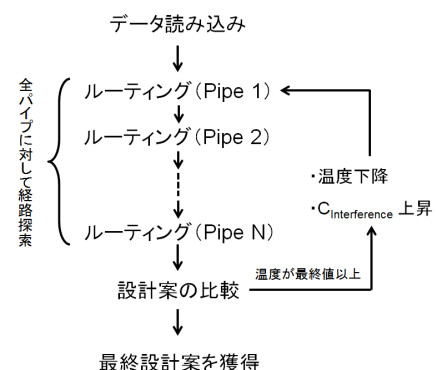 データ読み込み
全パイプに対して経路探索
ルーティング(Pipe 1)
ルーティング(Pipe 2)
ルーティング(Pipe N)
・温度下降
・CInterference 上昇
設計案の比較
温度が最終値以上
最終設計案を獲得